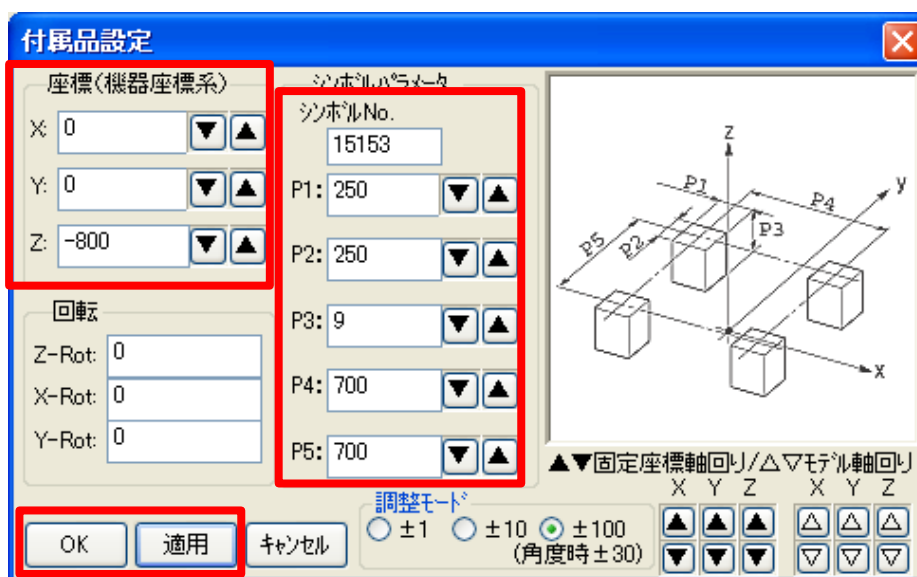 付属品設定
座標(機器座標系)
X: 0
Y: 0
Z: -800
回転
Z-Rot: 0
X-Rot: 0
Y-Rot: 0
ｼﾝﾎﾞﾙﾊﾟﾗﾒｰﾀ
ｼﾝﾎﾞﾙNo.
15153
P1: 250
P2: 250
P3: 9
P4: 700
P5: 700
Z
y
P1
P4
P3
P5
P2
X
▲▼固定座標軸回り/△▽ﾓﾃﾞﾙ軸回り
X Y Z X Y Z
調整ﾓｰﾄﾞ
±1 ±10 ±100
(角度時±30)
OK 適用 ｷｬﾝｾﾙ